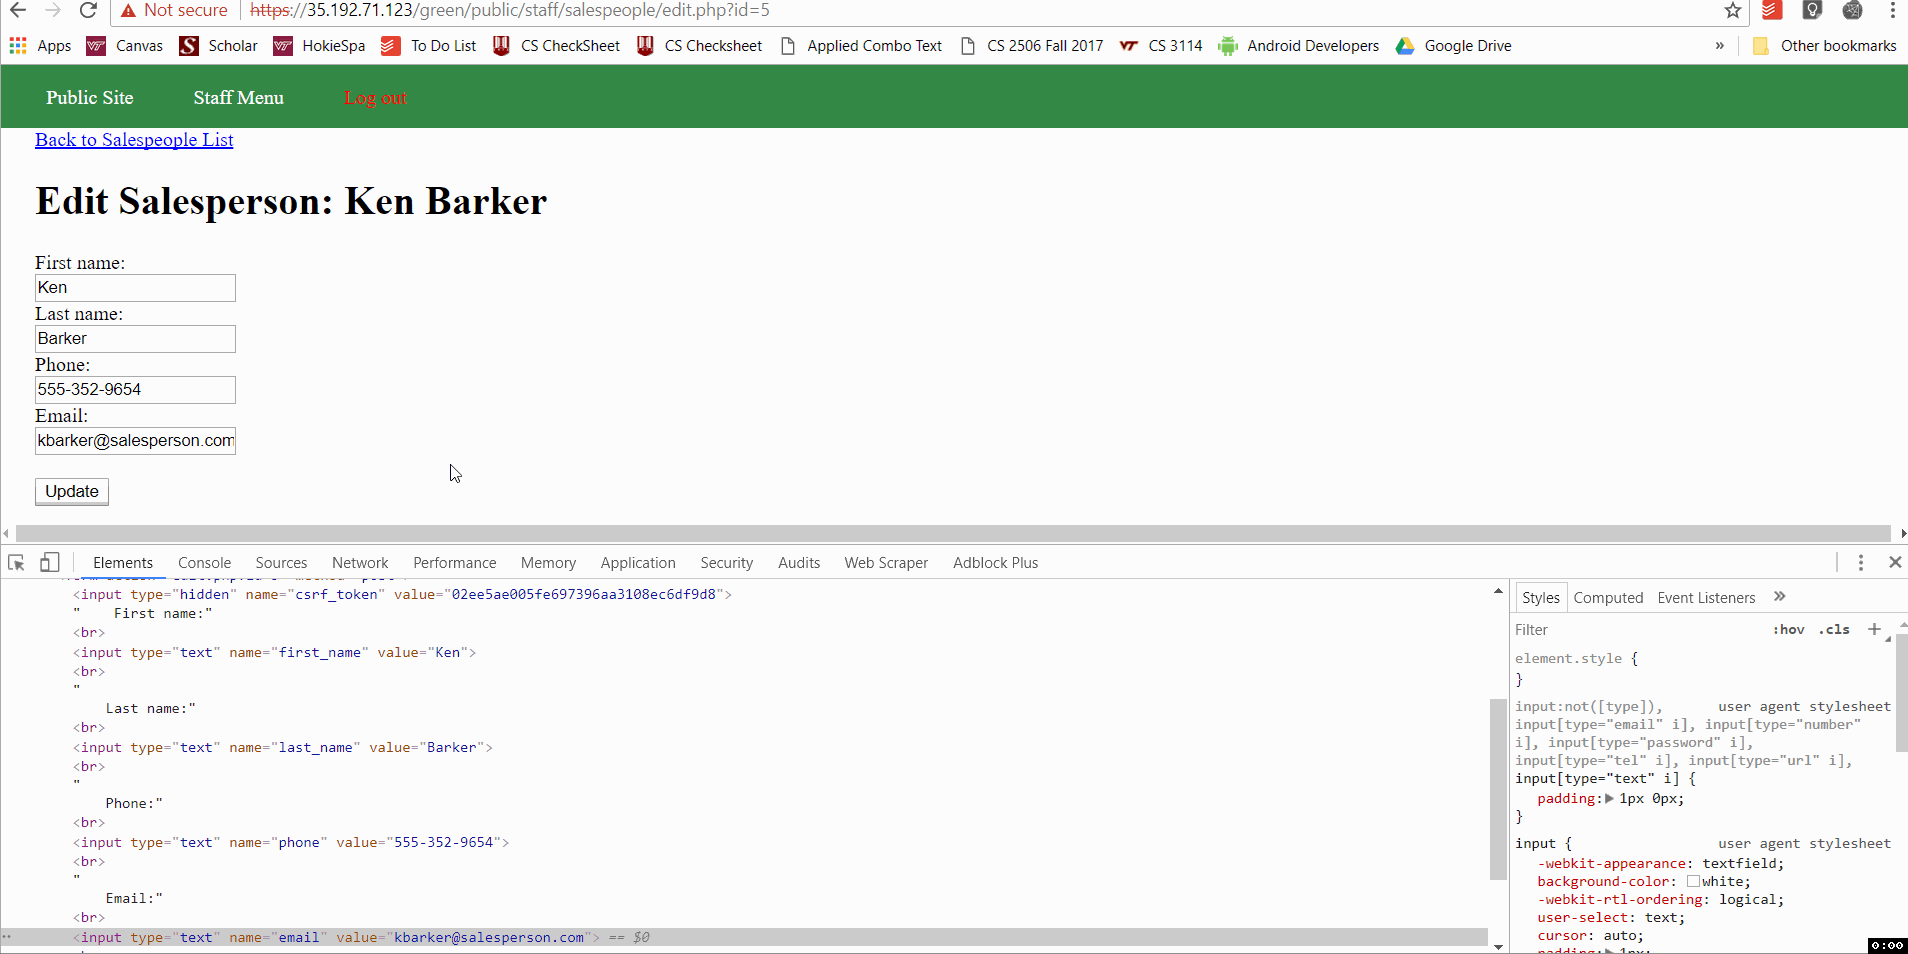 Not secure https://35.192.71.123/green/public/staff/salespeople/edit.php?id=5
Apps Canvas Scholar HokieSpa To Do List CS CheckSheet CS Checksheet Applied Combo Text CS 2506 Fall 2017 CS 3114 Android Developers Google Drive » Other bookmarks
Public Site Staff Menu Log out
Back to Salespeople List
Edit Salesperson: Ken Barker
First name:
Ken
Last name:
Barker
Phone:
555-352-9654
Email:
kbarker@salesperson.com
Update
Elements Console Sources Network Performance Memory Application Security Audits Web Scraper Adblock Plus
<input type="hidden" name="csrf_token" value="02ee5ae005fe697396aa3108ec6df9d8">
" First name:"
<br>
<input type="text" name="first_name" value="Ken">
<br>
"
Last name:"
<br>
<input type="text" name="last_name" value="Barker">
<br>
"
Phone:"
<br>
<input type="text" name="phone" value="555-352-9654">
<br>
"
Email:"
<br>
<input type="text" name="email" value="kbarker@salesperson.com"> == $0
Styles Computed Event Listeners »
Filter :hov .cls +
element.style {
}
input:not([type]), user agent stylesheet
input[type="email" i], input[type="number"
i], input[type="password" i],
input[type="tel" i], input[type="url" i],
input[type="text" i] {
padding: 1px 0px;
}
input { user agent stylesheet
-webkit-appearance: textfield;
background-color: white;
-webkit-rtl-ordering: logical;
user-select: text;
cursor: auto;
padding: 1px;
0:00